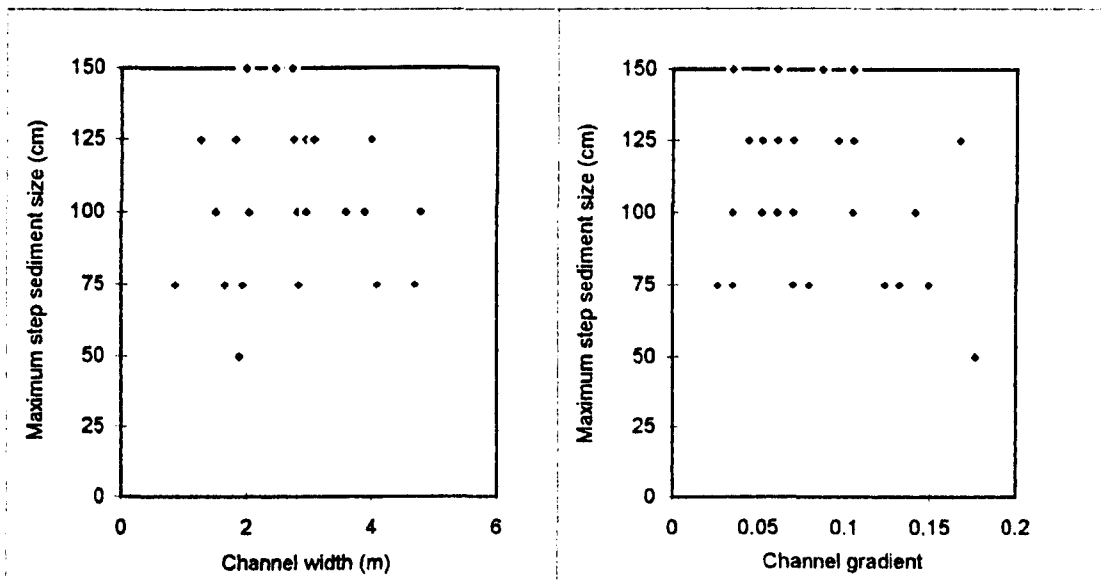 Maximum step sediment size (cm)
150
125
100
75
50
25
0
0 2 4 6
Channel width (m)
Maximum step sediment size (cm)
150
125
100
75
50
25
0
0 0.05 0.1 0.15 0.2
Channel gradient